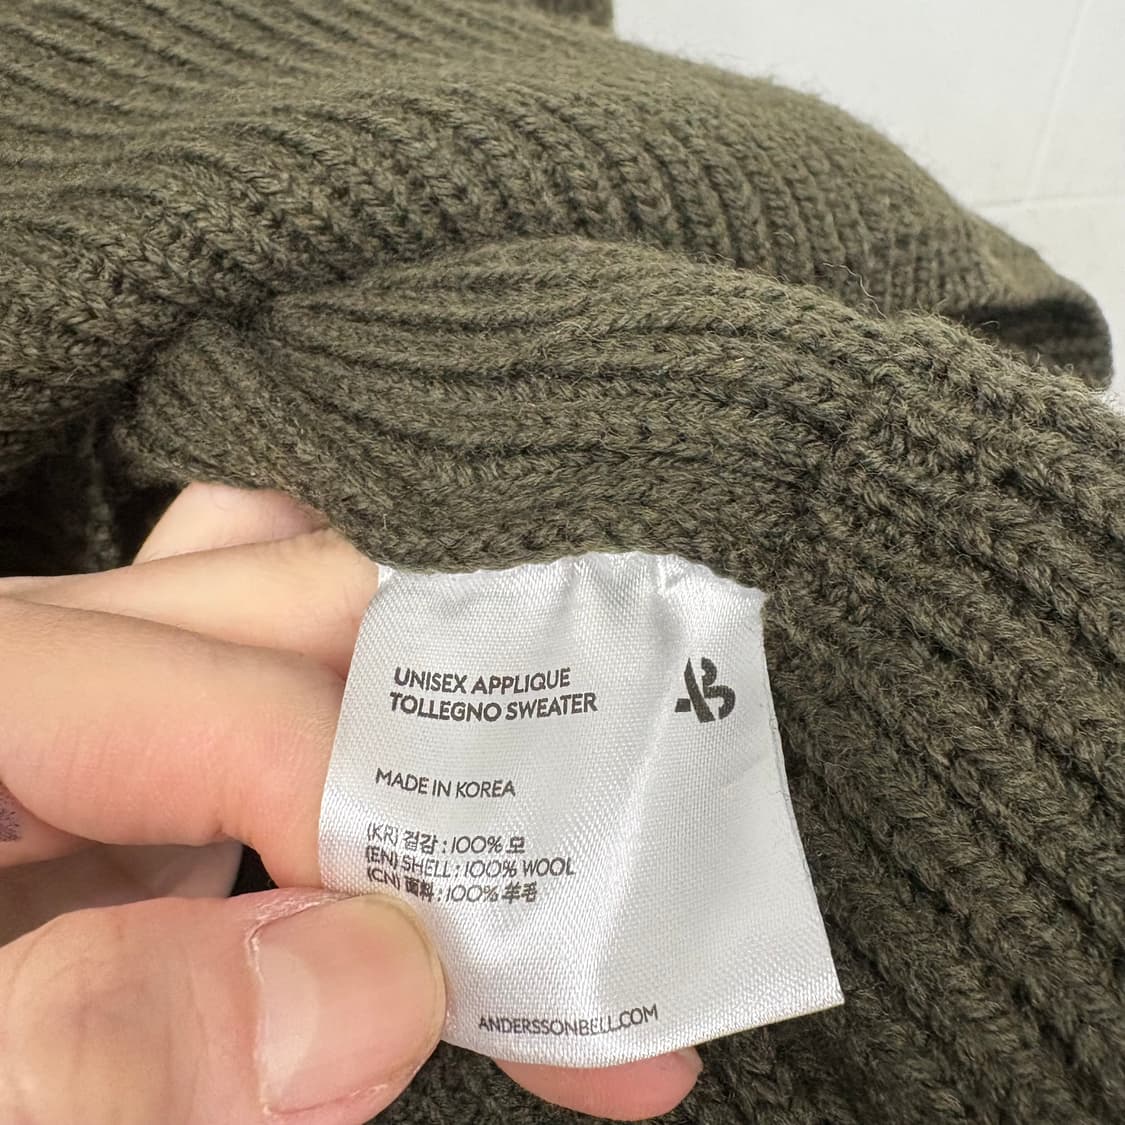 UNISEX APPLIQUE
TOLLEGNO SWEATER
AB
MADE IN KOREA
(KR) 겉감 : 100% 모
(EN) SHELL : 100% WOOL
(CN) 面料 : 100% 羊毛
ANDERSSONBELL.COM